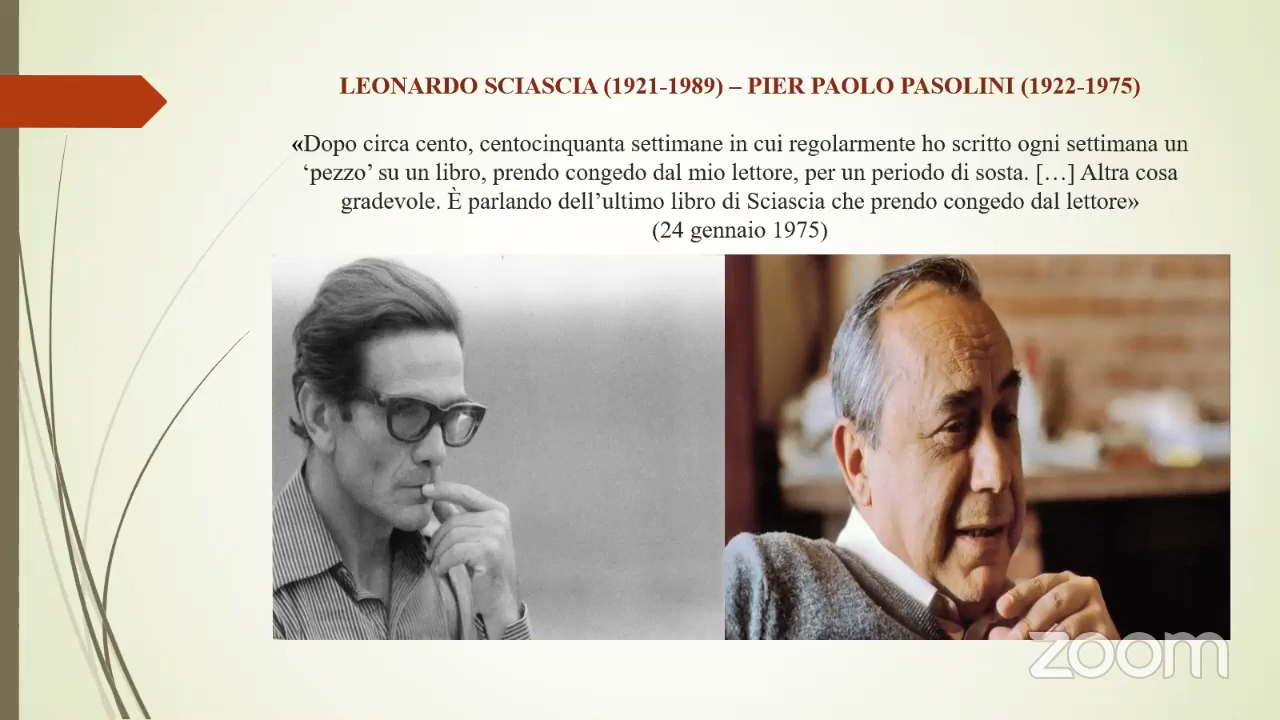 LEONARDO SCIASCIA (1921-1989) – PIER PAOLO PASOLINI (1922-1975)
«Dopo circa cento, centocinquanta settimane in cui regolarmente ho scritto ogni settimana un
‘pezzo’ su un libro, prendo congedo dal mio lettore, per un periodo di sosta. […] Altra cosa
gradevole. È parlando dell’ultimo libro di Sciascia che prendo congedo dal lettore»
(24 gennaio 1975)
zoom